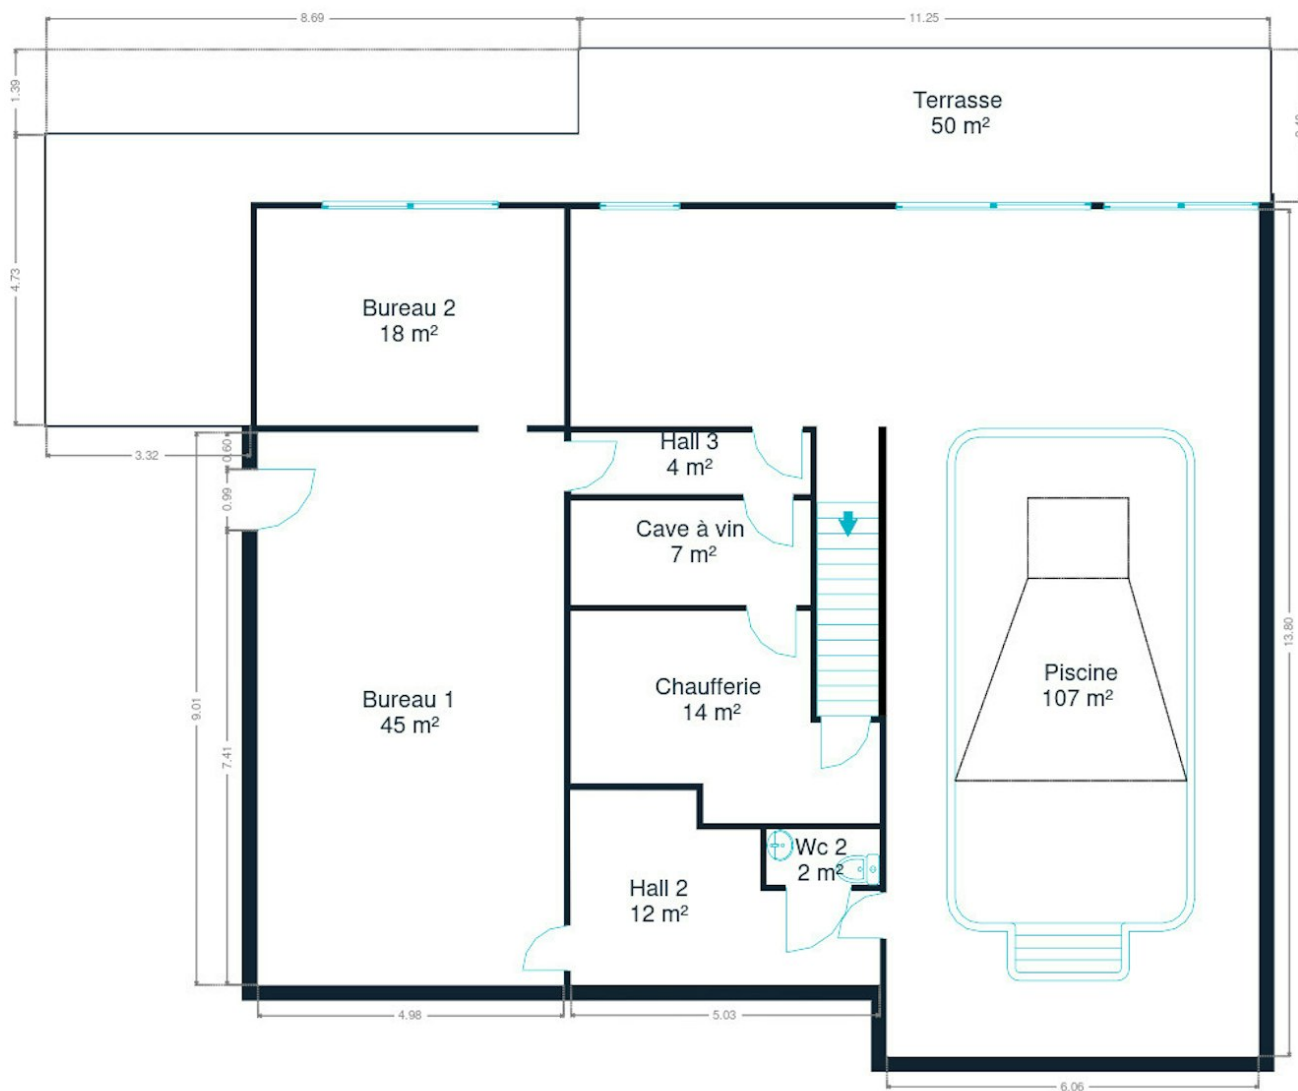 8.69
11.25
1.39
Terrasse
50 m²
4.73
Bureau 2
18 m²
3.32
0.60
0.99
Hall 3
4 m²
Cave à vin
7 m²
Chaufferie
14 m²
Piscine
107 m²
13.80
Bureau 1
45 m²
9.01
7.41
Wc 2
2 m²
Hall 2
12 m²
4.98
5.03
6.06